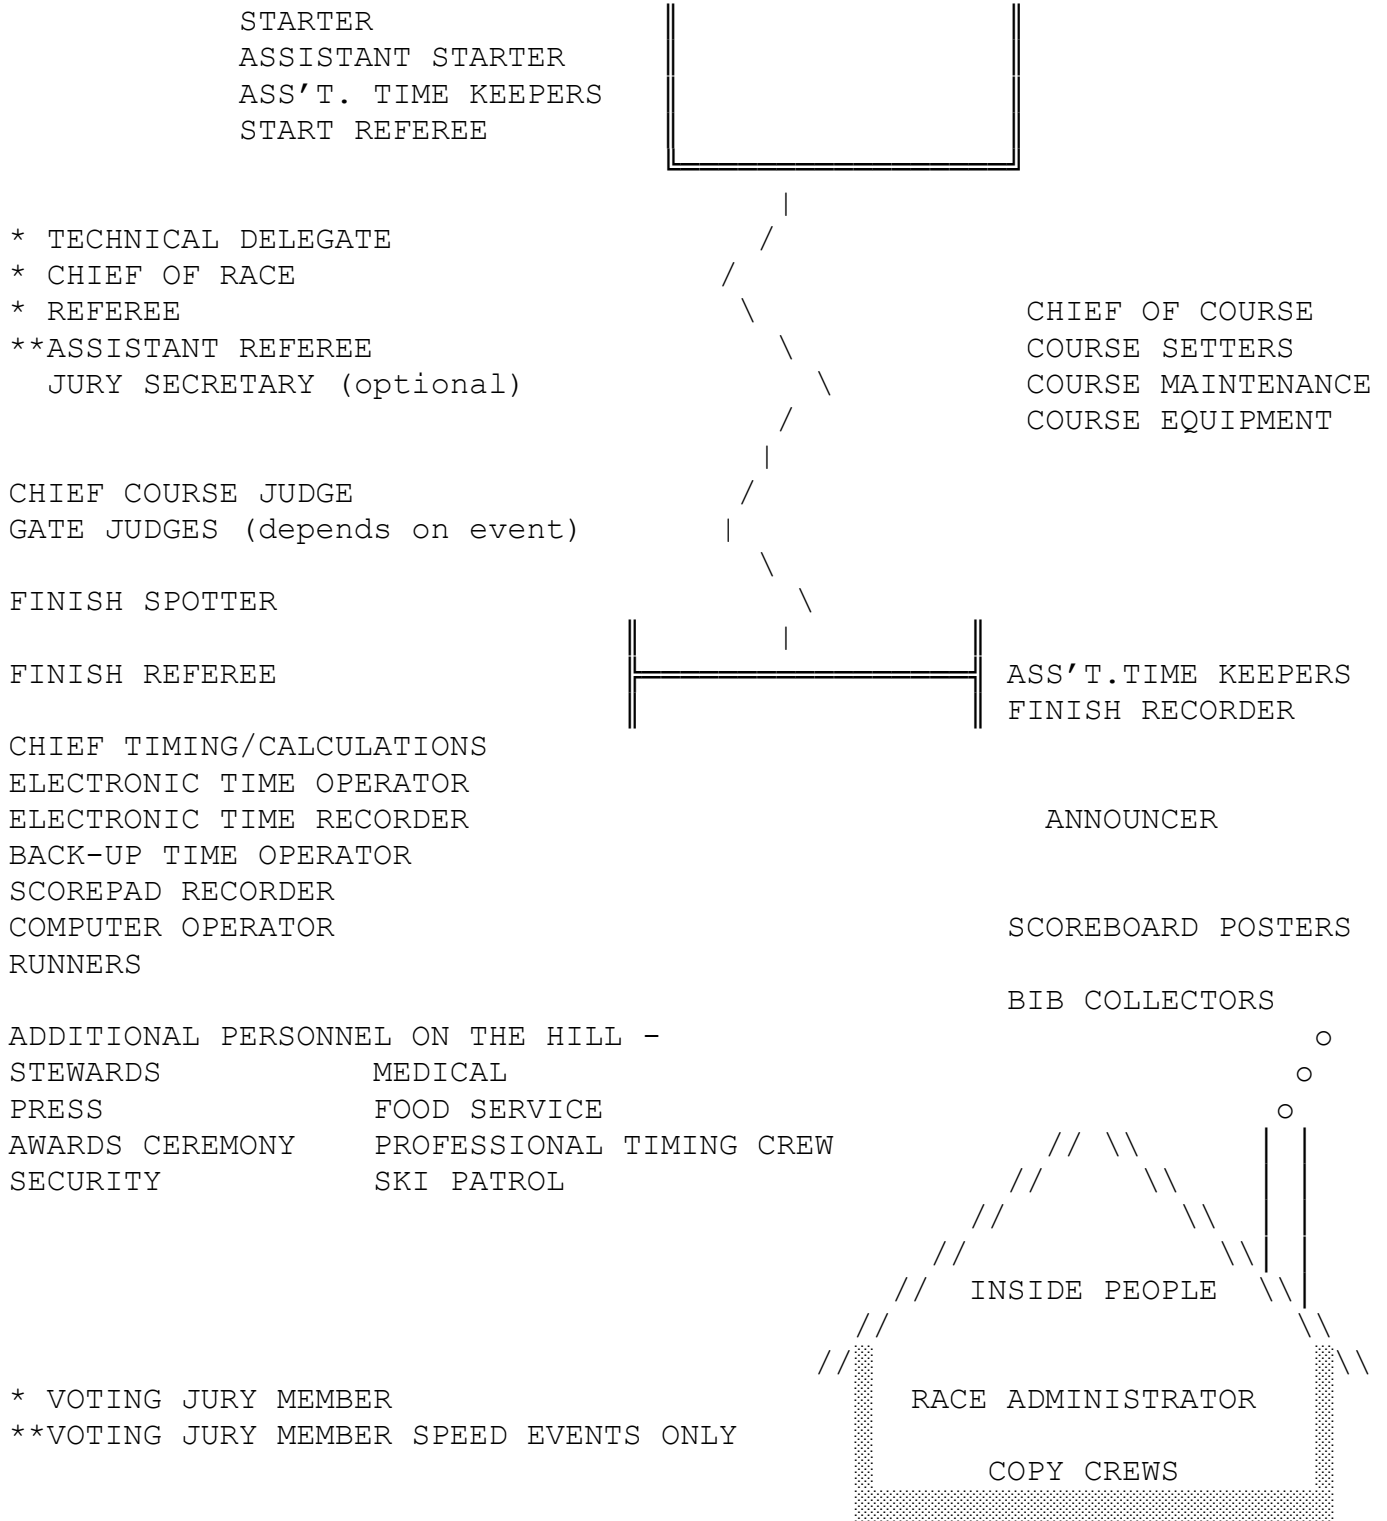 STARTER
ASSISTANT STARTER
ASS'T. TIME KEEPERS
START REFEREE
* TECHNICAL DELEGATE
* CHIEF OF RACE
* REFEREE
**ASSISTANT REFEREE
JURY SECRETARY (optional)
CHIEF OF COURSE
COURSE SETTERS
COURSE MAINTENANCE
COURSE EQUIPMENT
CHIEF COURSE JUDGE
GATE JUDGES (depends on event)
FINISH SPOTTER
FINISH REFEREE
ASS'T.TIME KEEPERS
FINISH RECORDER
CHIEF TIMING/CALCULATIONS
ELECTRONIC TIME OPERATOR
ELECTRONIC TIME RECORDER
BACK-UP TIME OPERATOR
SCOREPAD RECORDER
COMPUTER OPERATOR
RUNNERS
ANNOUNCER
SCOREBOARD POSTERS
BIB COLLECTORS
ADDITIONAL PERSONNEL ON THE HILL -
STEWARDS MEDICAL
PRESS FOOD SERVICE
AWARDS CEREMONY PROFESSIONAL TIMING CREW
SECURITY SKI PATROL
INSIDE PEOPLE
RACE ADMINISTRATOR
COPY CREWS
* VOTING JURY MEMBER
**VOTING JURY MEMBER SPEED EVENTS ONLY